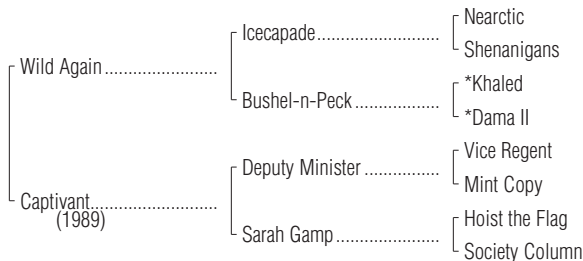 Nearctic
Icecapade....................
Shenanigans
Wild Again ........................
*Khaled
Bushel-n-Peck ..................
*Dama II
Vice Regent
Deputy Minister ................
Mint Copy
Captivant...........................
(1989)
Hoist the Flag
Sarah Gamp ......................
Society Column